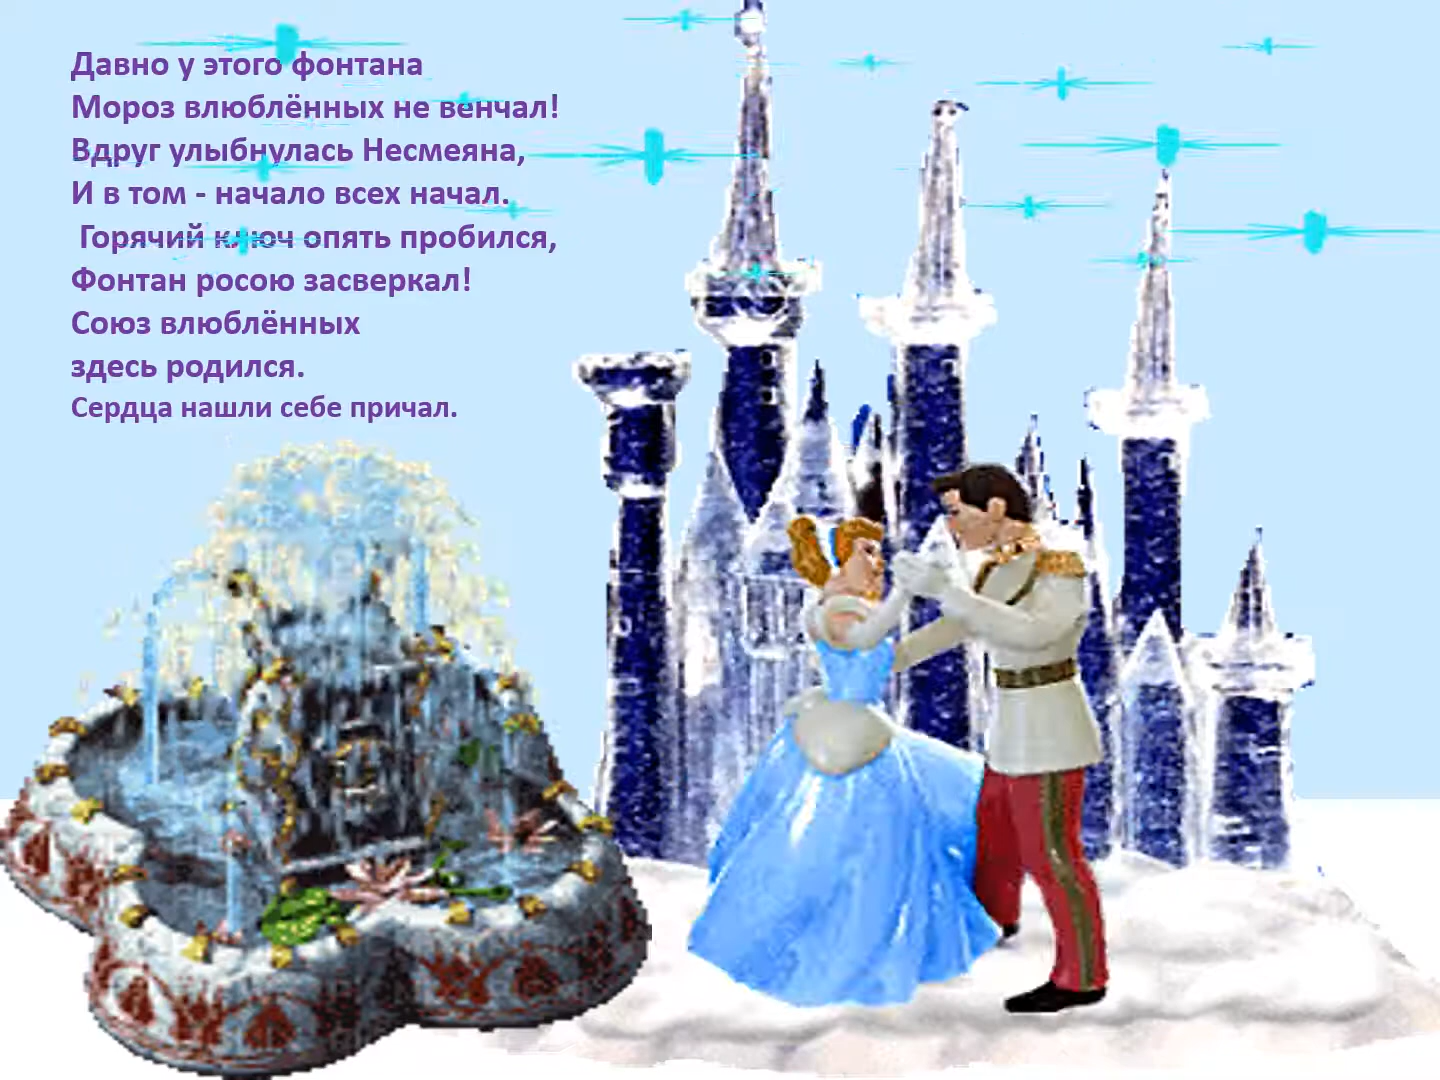 Давно у этого фонтана
Мороз влюблённых не венчал!
Вдруг улыбнулась Несмеяна,
И в том - начало всех начал.
Горячий ключ опять пробился,
Фонтан росою засверкал!
Союз влюблённых
здесь родился.
Сердца нашли себе причал.